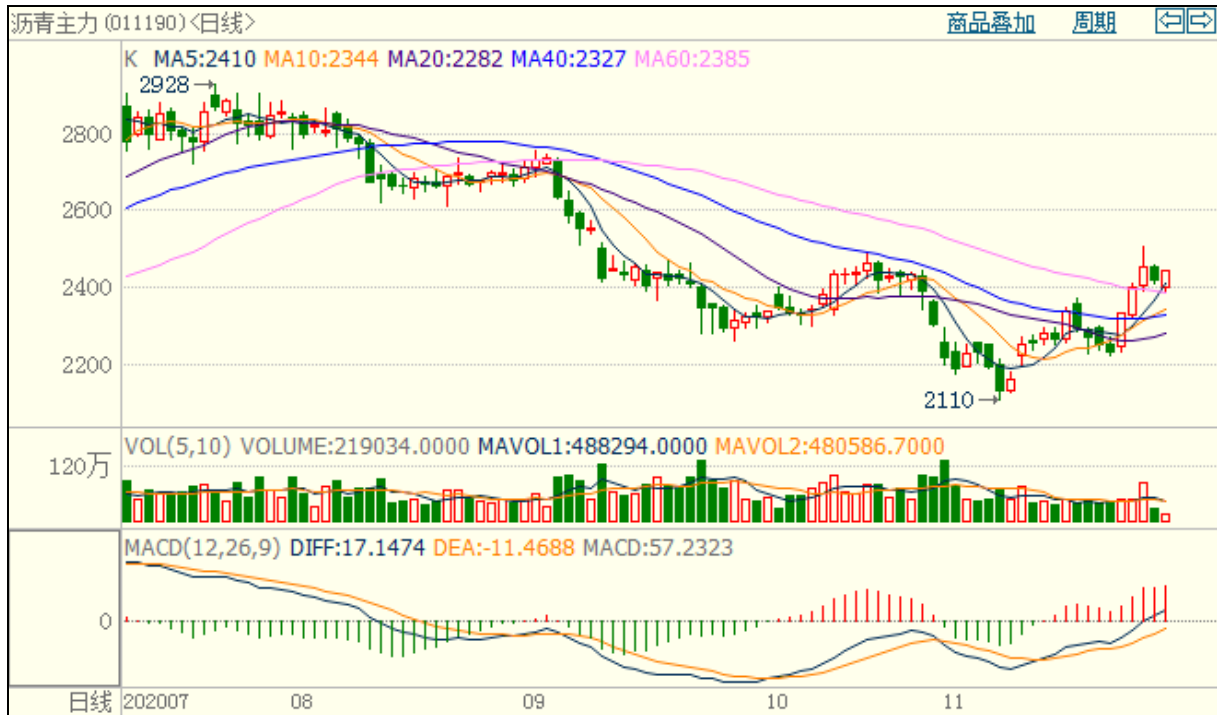 沥青主力(011190)<日线> 商品叠加 周期
K MA5:2410 MA10:2344 MA20:2282 MA40:2327 MA60:2385
2928
2800
2600
2400
2200
2110
VOL(5,10) VOLUME:219034.0000 MAVOL1:488294.0000 MAVOL2:480586.7000
120万
MACD(12,26,9) DIFF:17.1474 DEA:-11.4688 MACD:57.2323
0
日线 202007 08 09 10 11